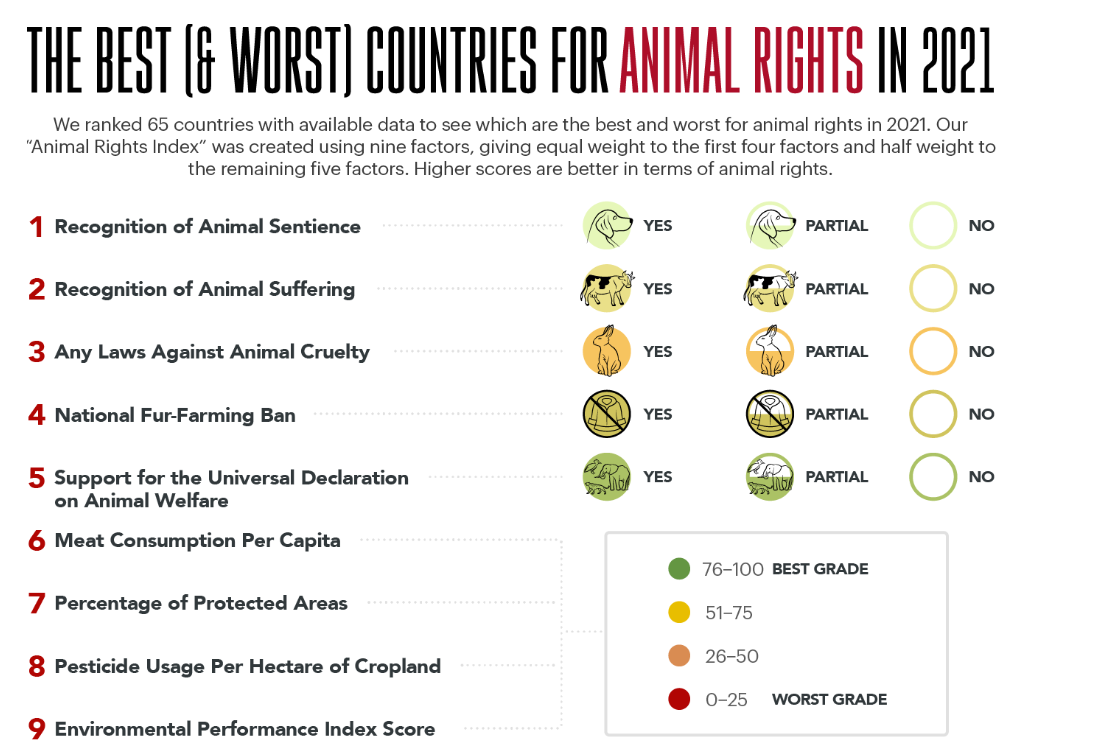 THE BEST (& WORST) COUNTRIES FOR ANIMAL RIGHTS IN 2021
We ranked 65 countries with available data to see which are the best and worst for animal rights in 2021. Our
“Animal Rights Index” was created using nine factors, giving equal weight to the first four factors and half weight to
the remaining five factors. Higher scores are better in terms of animal rights.
1 Recognition of Animal Sentience YES PARTIAL NO
2 Recognition of Animal Suffering YES PARTIAL NO
3 Any Laws Against Animal Cruelty YES PARTIAL NO
4 National Fur-Farming Ban YES PARTIAL NO
5 Support for the Universal Declaration YES PARTIAL NO
on Animal Welfare
6 Meat Consumption Per Capita
7 Percentage of Protected Areas
8 Pesticide Usage Per Hectare of Cropland
9 Environmental Performance Index Score
76–100 BEST GRADE
51–75
26–50
0–25 WORST GRADE